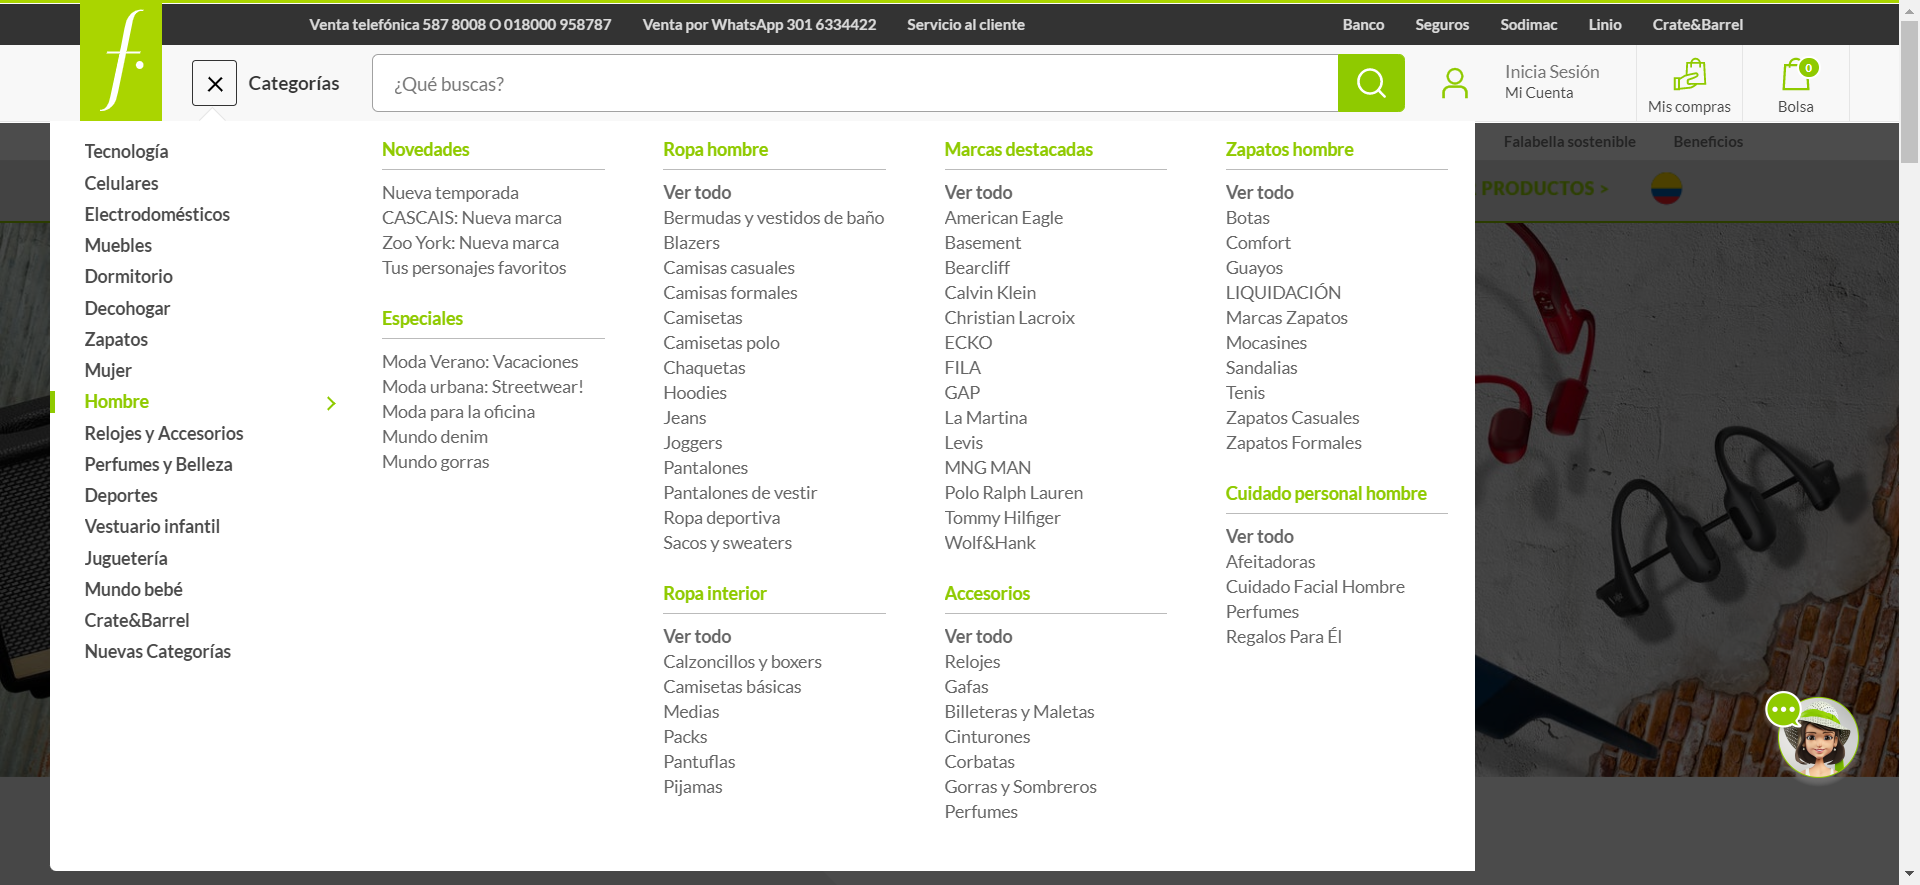 Venta telefónica 587 8008 O 018000 958787
Venta por WhatsApp 301 6334422
Servicio al cliente
Banco
Seguros
Sodimac
Linio
Crate&Barrel
f.
Categorías
¿Qué buscas?
Inicia Sesión
Mi Cuenta
Mis compras
0
Bolsa
Falabella sostenible
Beneficios
PRODUCTOS >
Tecnología
Celulares
Electrodomésticos
Muebles
Dormitorio
Decohogar
Zapatos
Mujer
Hombre
Relojes y Accesorios
Perfumes y Belleza
Deportes
Vestuario infantil
Juguetería
Mundo bebé
Crate&Barrel
Nuevas Categorías
Novedades
Nueva temporada
CASCAIS: Nueva marca
Zoo York: Nueva marca
Tus personajes favoritos
Especiales
Moda Verano: Vacaciones
Moda urbana: Streetwear!
Moda para la oficina
Mundo denim
Mundo gorras
Ropa hombre
Ver todo
Bermudas y vestidos de baño
Blazers
Camisas casuales
Camisas formales
Camisetas
Camisetas polo
Chaquetas
Hoodies
Jeans
Joggers
Pantalones
Pantalones de vestir
Ropa deportiva
Sacos y sweaters
Ropa interior
Ver todo
Calzoncillos y boxers
Camisetas básicas
Medias
Packs
Pantuflas
Pijamas
Marcas destacadas
Ver todo
American Eagle
Basement
Bearcliff
Calvin Klein
Christian Lacroix
ECKO
FILA
GAP
La Martina
Levis
MNG MAN
Polo Ralph Lauren
Tommy Hilfiger
Wolf&Hank
Accesorios
Ver todo
Relojes
Gafas
Billeteras y Maletas
Cinturones
Corbatas
Gorras y Sombreros
Perfumes
Zapatos hombre
Ver todo
Botas
Comfort
Guayos
LIQUIDACIÓN
Marcas Zapatos
Mocasines
Sandalias
Tenis
Zapatos Casuales
Zapatos Formales
Cuidado personal hombre
Ver todo
Afeitadoras
Cuidado Facial Hombre
Perfumes
Regalos Para Él